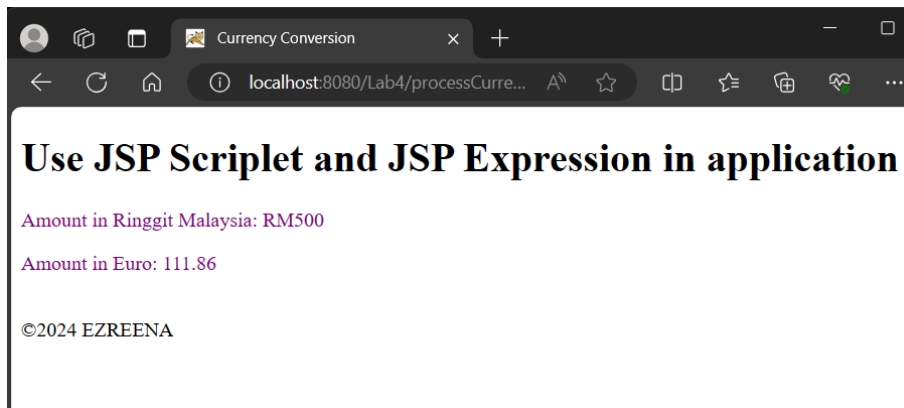 Currency Conversion
localhost:8080/Lab4/processCurre...
Use JSP Scriplet and JSP Expression in application
Amount in Ringgit Malaysia: RM500
Amount in Euro: 111.86
©2024 EZREENA